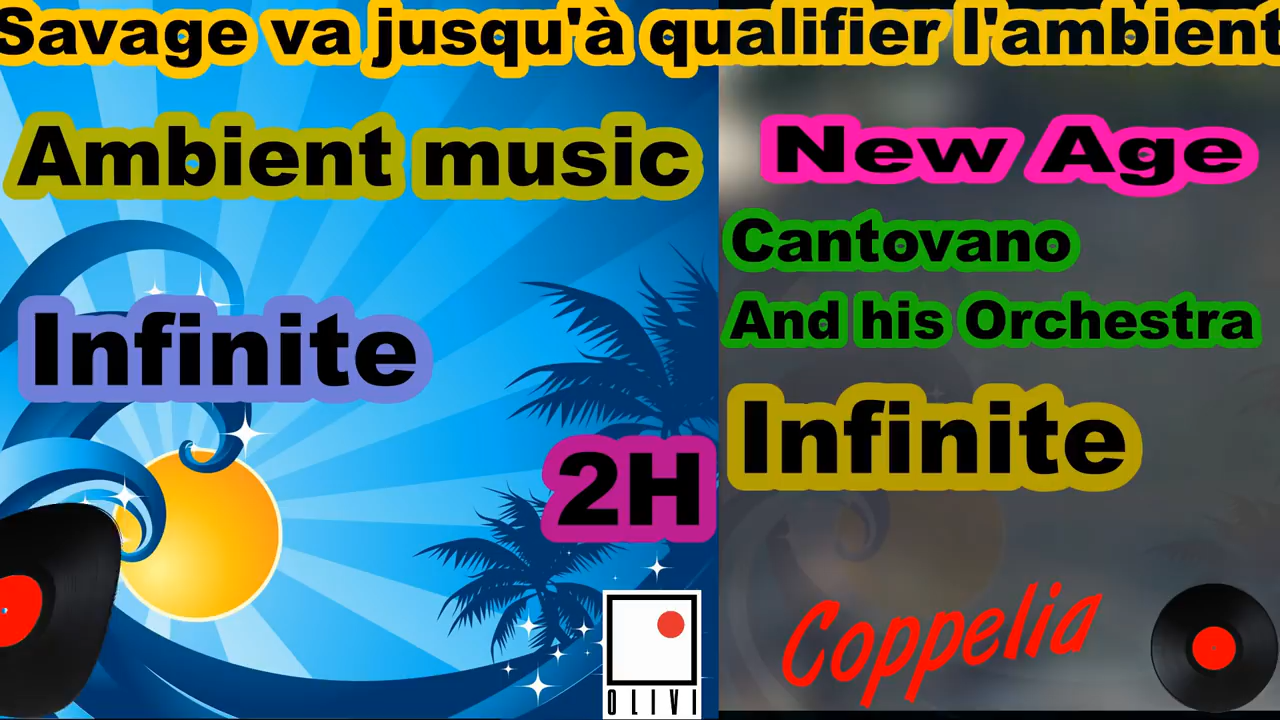 Savage va jusqu'à qualifier l'ambient
Ambient music
Infinite
2H
OLIVI
New Age
Cantovano
And his Orchestra
Infinite
Coppelia